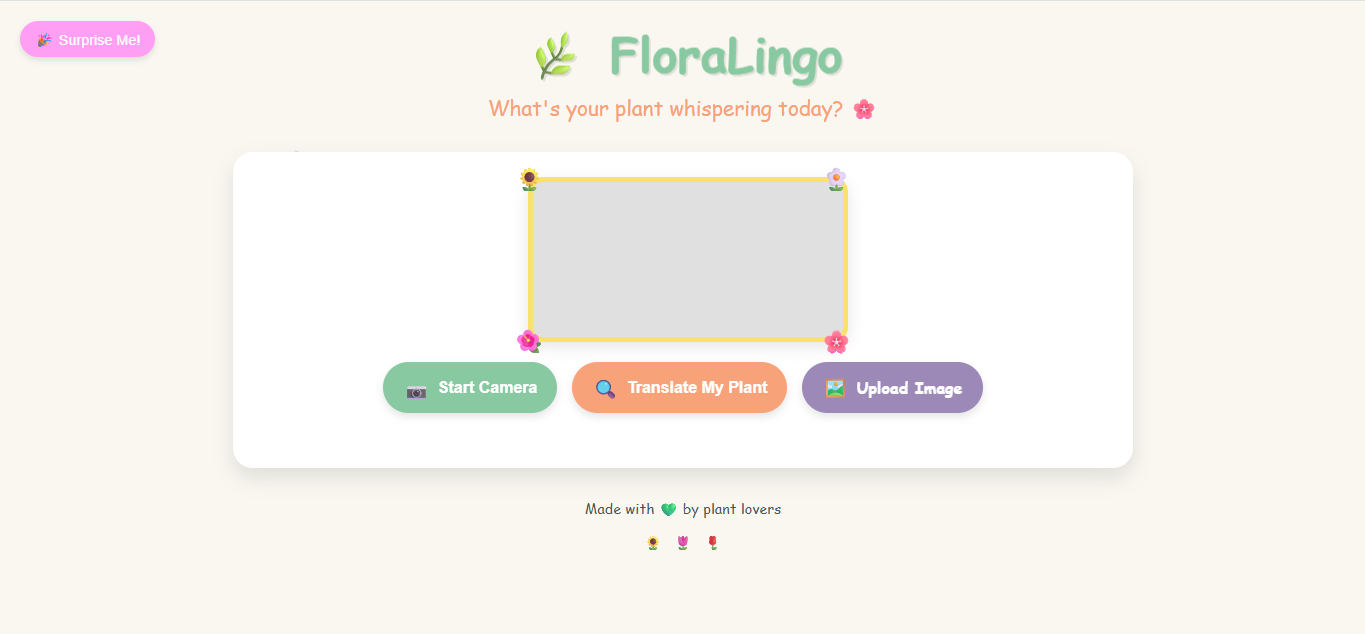 Surprise Me!
FloraLingo
What's your plant whispering today?
Start Camera
Translate My Plant
Upload Image
Made with 💚 by plant lovers